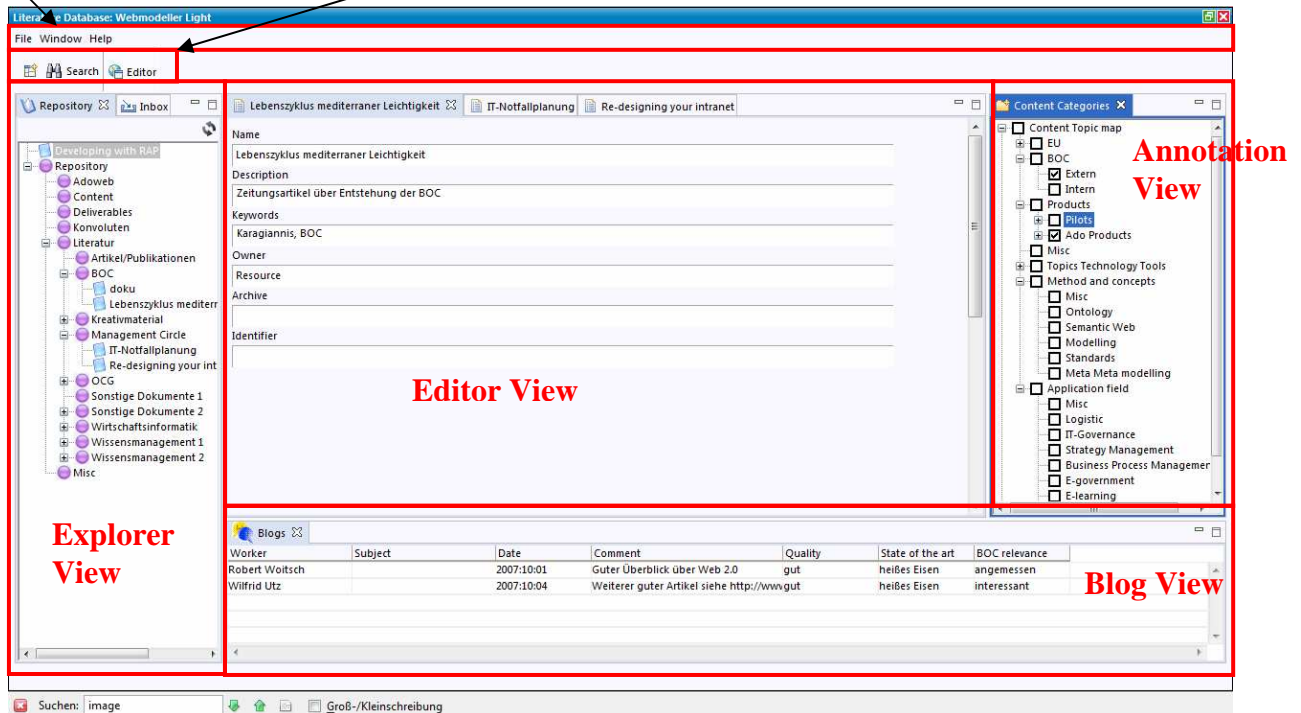 Literature Database: Webmodeller Light
File Window Help
Search Editor
Repository Inbox
Developing with RAP
Repository
Adoweb
Content
Deliverables
Konvoluten
Literatur
Artikel/Publikationen
BOC
doku
Lebenszyklus mediterr
Kreativmaterial
Management Circle
IT-Notfallplanung
Re-designing your int
OCG
Sonstige Dokumente 1
Sonstige Dokumente 2
Wirtschaftsinformatik
Wissensmanagement 1
Wissensmanagement 2
Misc
Explorer
View
Lebenszyklus mediterraner Leichtigkeit IT-Notfallplanung Re-designing your intranet
Name
Lebenszyklus mediterraner Leichtigkeit
Description
Zeitungsartikel über Entstehung der BOC
Keywords
Karagiannis, BOC
Owner
Resource
Archive
Identifier
Editor View
Content Categories
Content Topic map
EU
BOC
Extern
Intern
Products
Pilots
Ado Products
Misc
Topics Technology Tools
Method and concepts
Misc
Ontology
Semantic Web
Modelling
Standards
Meta Meta modelling
Application field
Misc
Logistic
IT-Governance
Strategy Management
Business Process Managemer
E-government
E-learning
Annotation
View
Blogs
Worker Subject Date Comment Quality State of the art BOC relevance
Robert Woitsch 2007:10:01 Guter Überblick über Web 2.0 gut heißes Eisen angemessen
Wilfrid Utz 2007:10:04 Weiterer guter Artikel siehe http://www gut heißes Eisen interessant
Blog View
Suchen: image Groß-/Kleinschreibung